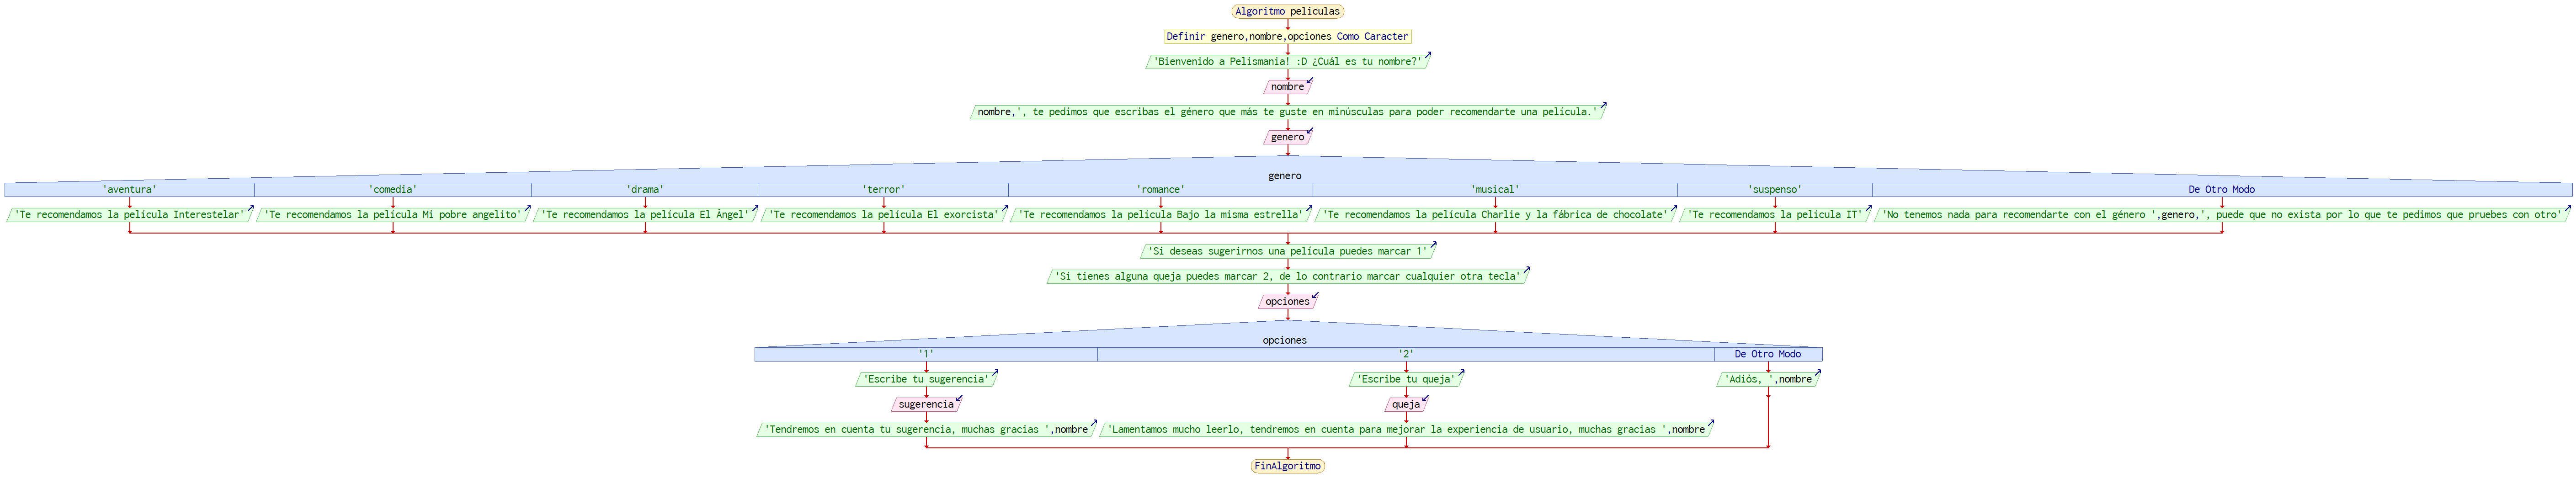 Algoritmo peliculas
Definir genero,nombre,opciones Como Caracter
'Bienvenido a Pelismania! :D ¿Cuál es tu nombre?'
nombre
nombre,', te pedimos que escribas el género que más te guste en minúsculas para poder recomendarte una película.'
genero
genero
'aventura' 'comedia' 'drama' 'terror' 'romance' 'musical' 'suspenso' De Otro Modo
'Te recomendamos la película Interestelar' 'Te recomendamos la película Mi pobre angelito' 'Te recomendamos la película El Ángel' 'Te recomendamos la película El exorcista' 'Te recomendamos la película Bajo la misma estrella' 'Te recomendamos la película Charlie y la fábrica de chocolate' 'Te recomendamos la película IT' 'No tenemos nada para recomendarte con el género ',genero,', puede que no exista por lo que te pedimos que pruebes con otro'
'Si deseas sugerirnos una película puedes marcar 1'
'Si tienes alguna queja puedes marcar 2, de lo contrario marcar cualquier otra tecla'
opciones
opciones
'1' '2' De Otro Modo
'Escribe tu sugerencia' 'Escribe tu queja' 'Adiós, ',nombre
sugerencia queja
'Tendremos en cuenta tu sugerencia, muchas gracias ',nombre 'Lamentamos mucho leerlo, tendremos en cuenta para mejorar la experiencia de usuario, muchas gracias ',nombre
FinAlgoritmo